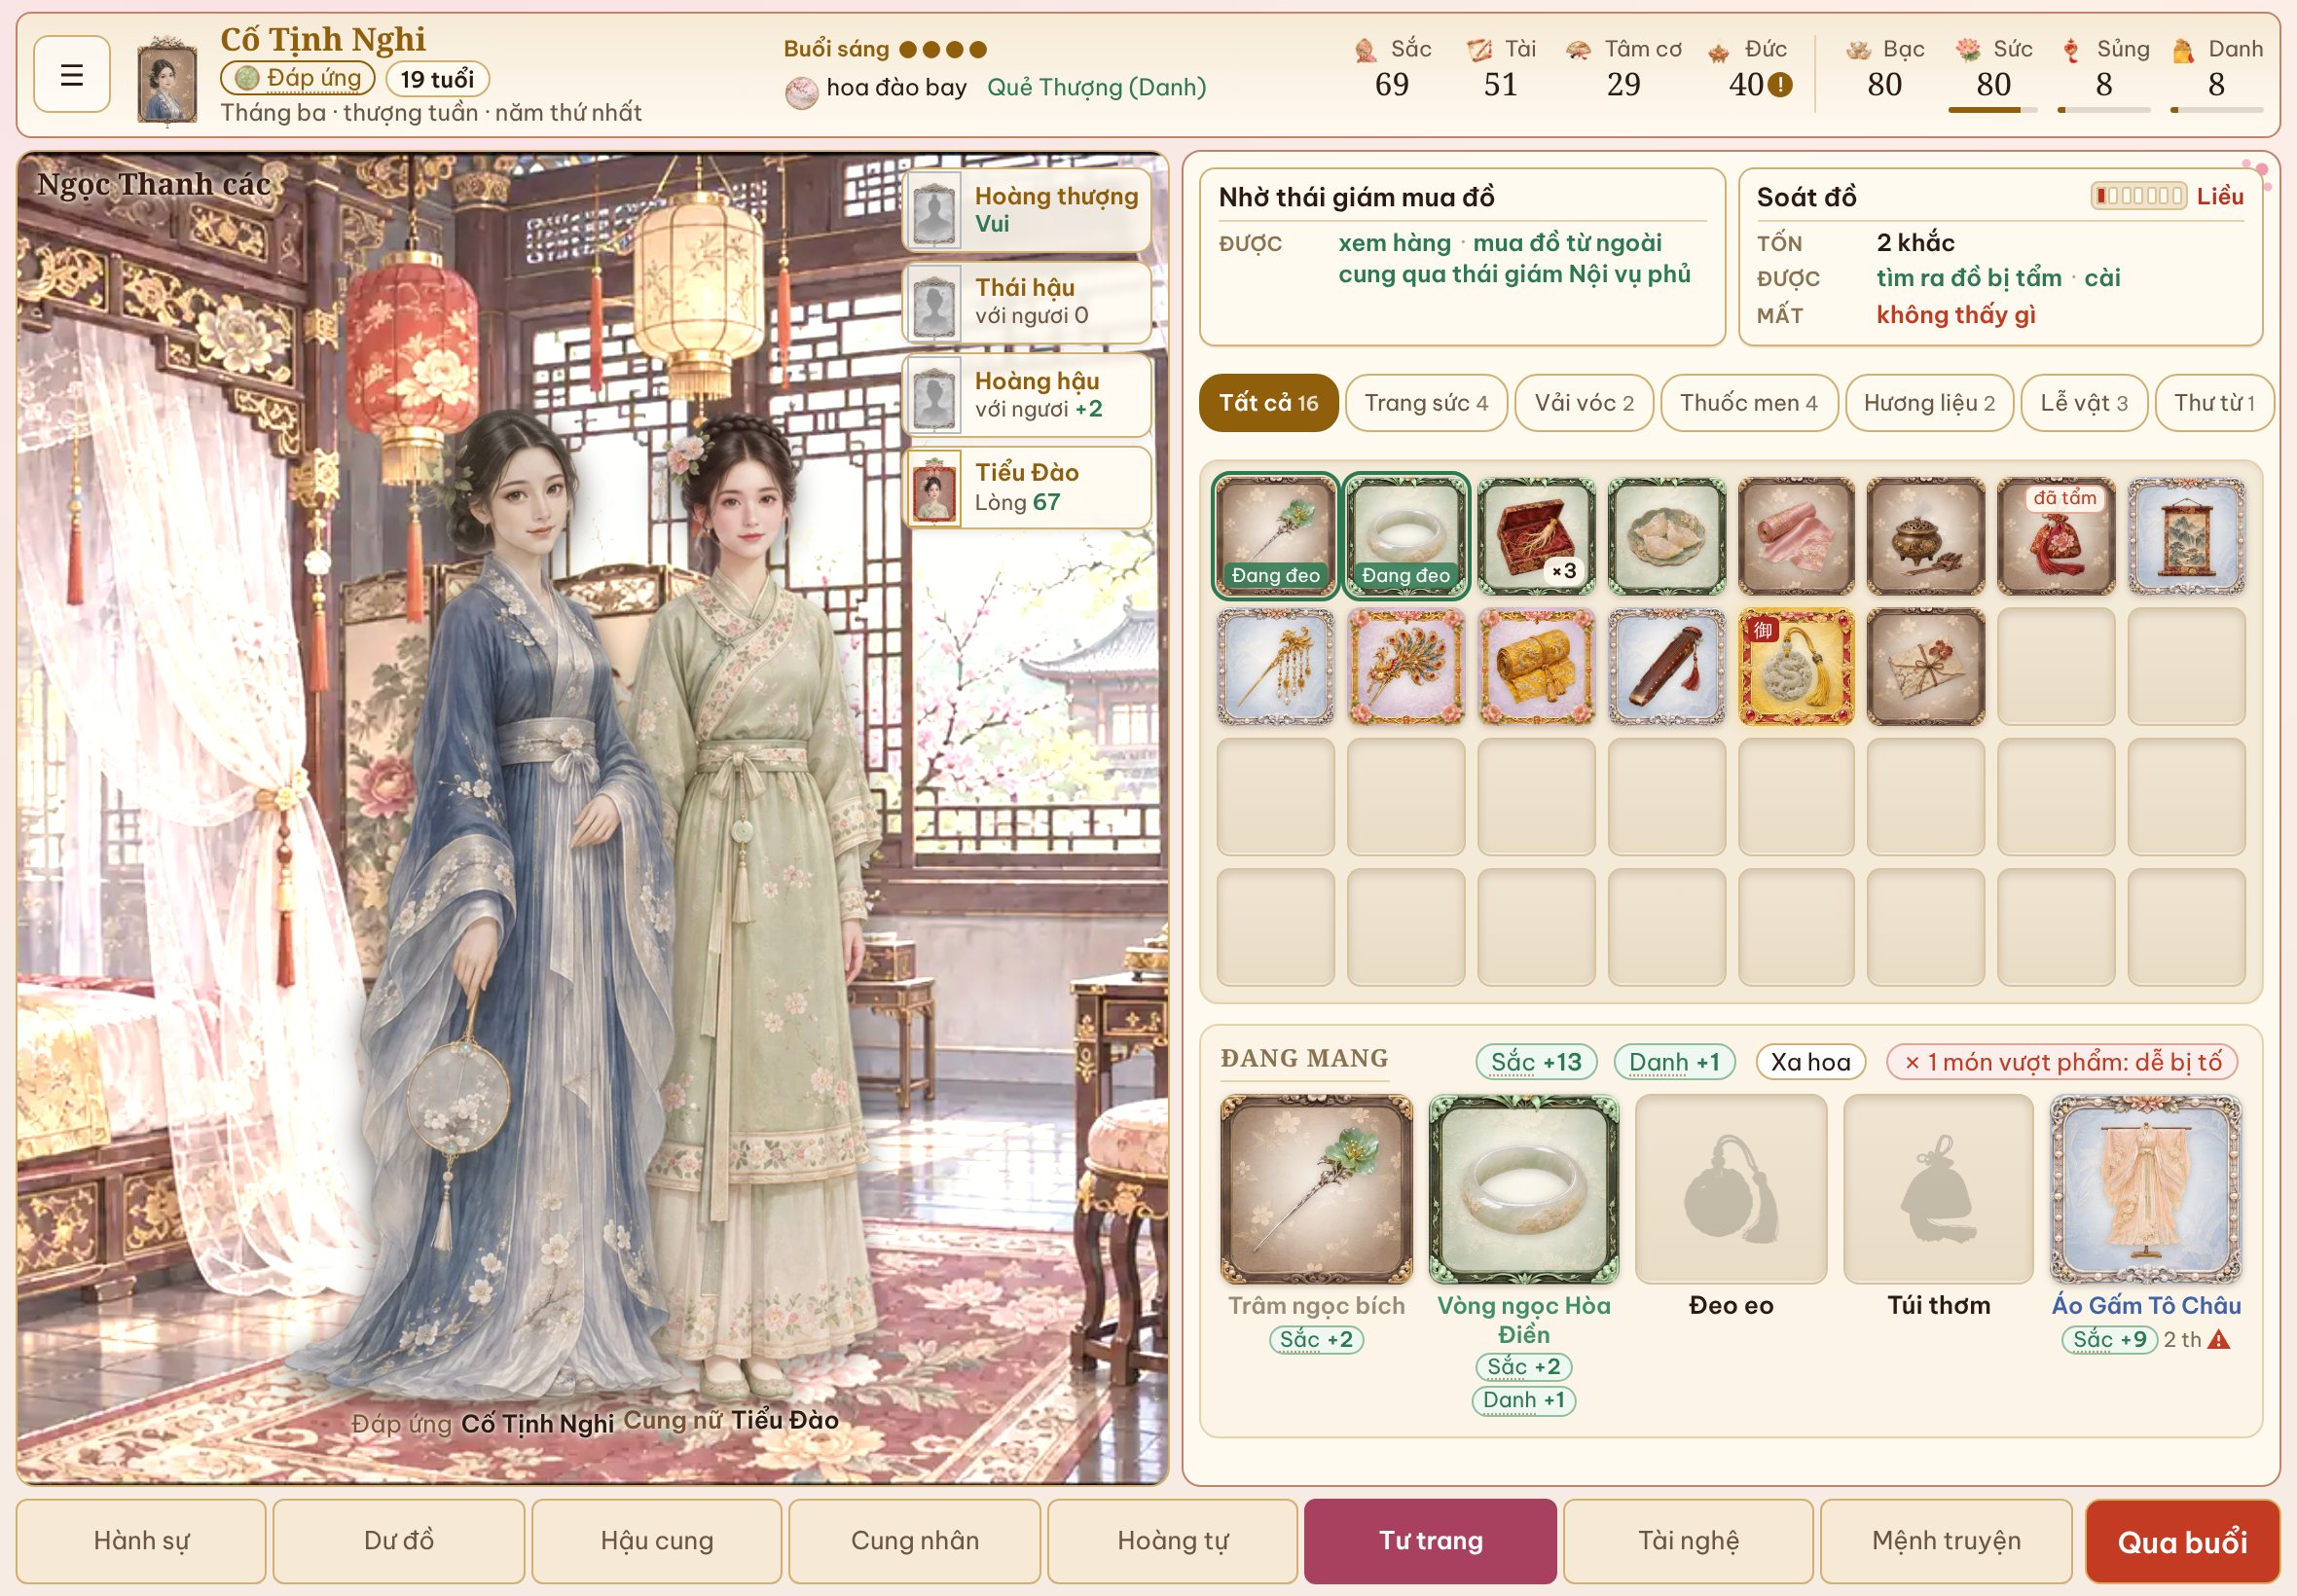 Cố Tịnh Nghi
Đáp ứng 19 tuổi
Tháng ba · thượng tuần · năm thứ nhất
Buổi sáng
hoa đào bay Quẻ Thượng (Danh)
Sắc Tài Tâm cơ Đức Bạc Sức Sủng Danh
69 51 29 40 ! 80 80 8 8
Ngọc Thanh các
Hoàng thượng
Vui
Thái hậu
với ngươi 0
Hoàng hậu
với ngươi +2
Tiểu Đào
Lòng 67
Đáp ứng Cố Tịnh Nghi Cung nữ Tiểu Đào
Nhờ thái giám mua đồ
ĐƯỢC xem hàng · mua đồ từ ngoài
cung qua thái giám Nội vụ phủ
Soát đồ Liều
TỐN 2 khắc
ĐƯỢC tìm ra đồ bị tẩm · cài
MẤT không thấy gì
Tất cả 16 Trang sức 4 Vải vóc 2 Thuốc men 4 Hương liệu 2 Lễ vật 3 Thư từ 1
đã tẩm
Đang đeo Đang đeo ×3
御
ĐANG MANG Sắc +13 Danh +1 Xa hoa × 1 món vượt phẩm: dễ bị tố
Trâm ngọc bích
Sắc +2
Vòng ngọc Hòa
Điền
Sắc +2
Danh +1
Đeo eo
Túi thơm
Áo Gấm Tô Châu
Sắc +9 2 th
Hành sự Dư đồ Hậu cung Cung nhân Hoàng tự Tư trang Tài nghệ Mệnh truyện Qua buổi